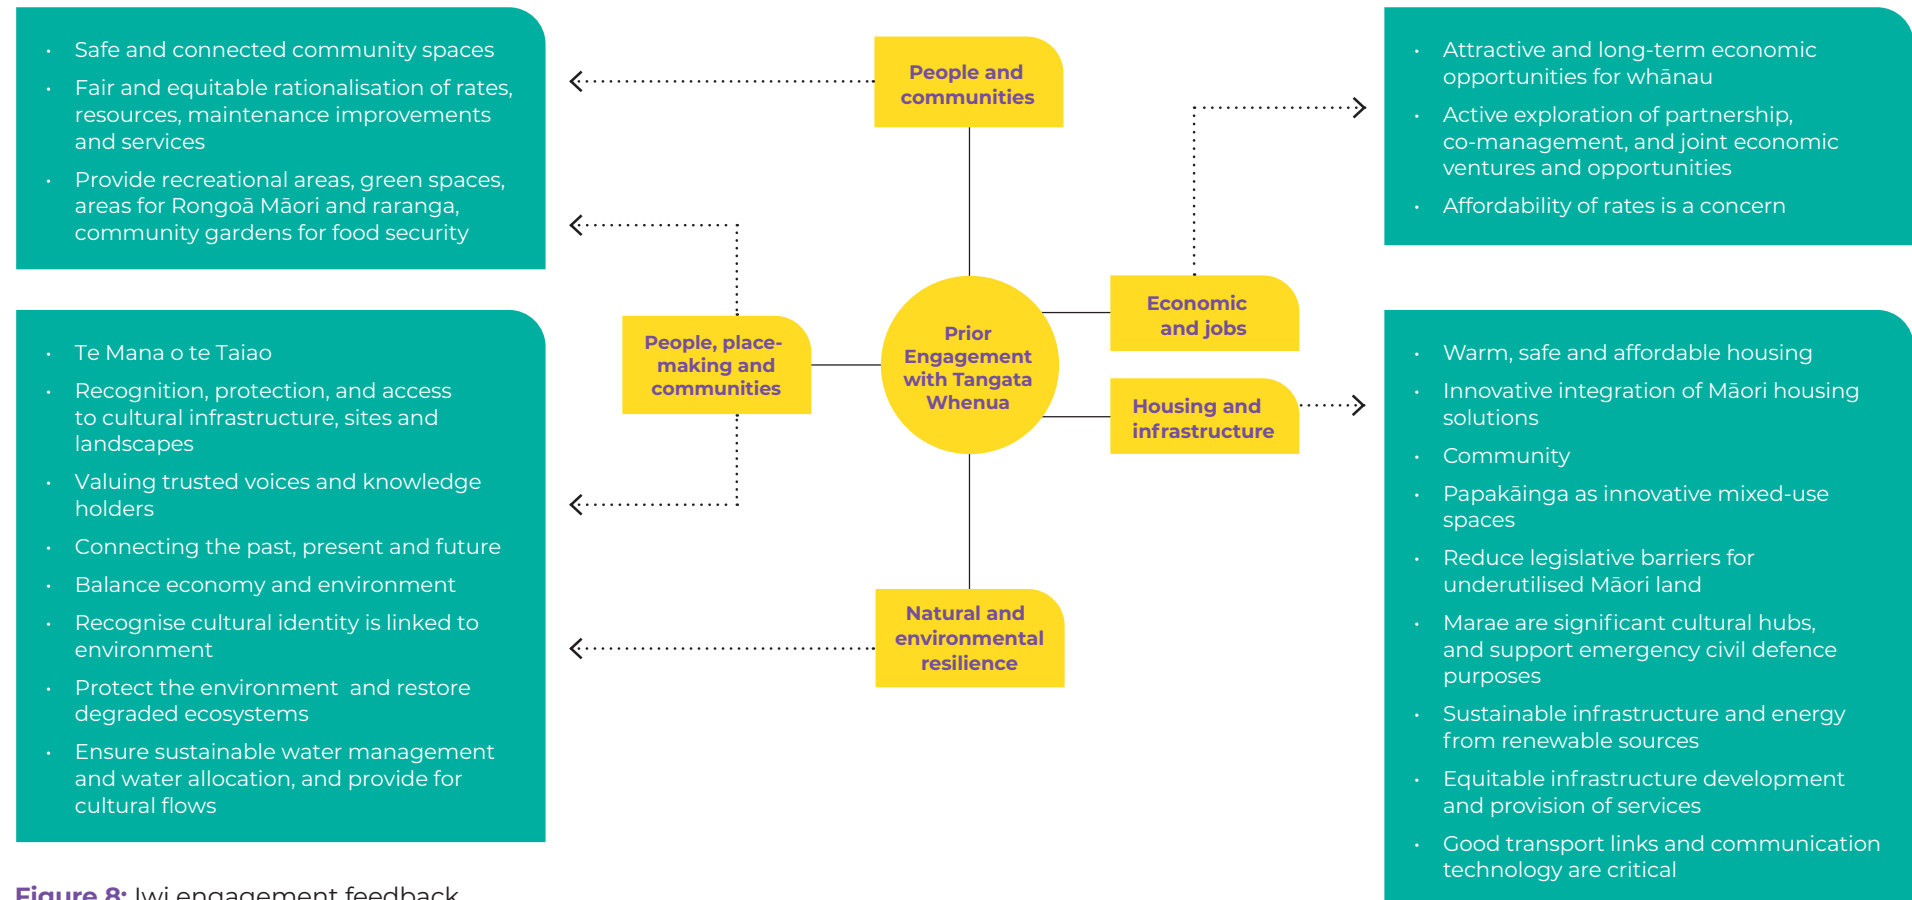 • Safe and connected community spaces
• Fair and equitable rationalisation of rates,
resources, maintenance improvements
and services
• Provide recreational areas, green spaces,
areas for Rongoā Māori and raranga,
community gardens for food security
• Te Mana o te Taiao
• Recognition, protection, and access
to cultural infrastructure, sites and
landscapes
• Valuing trusted voices and knowledge
holders
• Connecting the past, present and future
• Balance economy and environment
• Recognise cultural identity is linked to
environment
• Protect the environment and restore
degraded ecosystems
• Ensure sustainable water management
and water allocation, and provide for
cultural flows
People and
communities
People, place-
making and
communities
Prior
Engagement
with Tangata
Whenua
Economic
and jobs
Housing and
infrastructure
Natural and
environmental
resilience
• Attractive and long-term economic
opportunities for whānau
• Active exploration of partnership,
co-management, and joint economic
ventures and opportunities
• Affordability of rates is a concern
• Warm, safe and affordable housing
• Innovative integration of Māori housing
solutions
• Community
• Papakāinga as innovative mixed-use
spaces
• Reduce legislative barriers for
underutilised Māori land
• Marae are significant cultural hubs,
and support emergency civil defence
purposes
• Sustainable infrastructure and energy
from renewable sources
• Equitable infrastructure development
and provision of services
• Good transport links and communication
technology are critical
Figure 8: Iwi engagement feedback